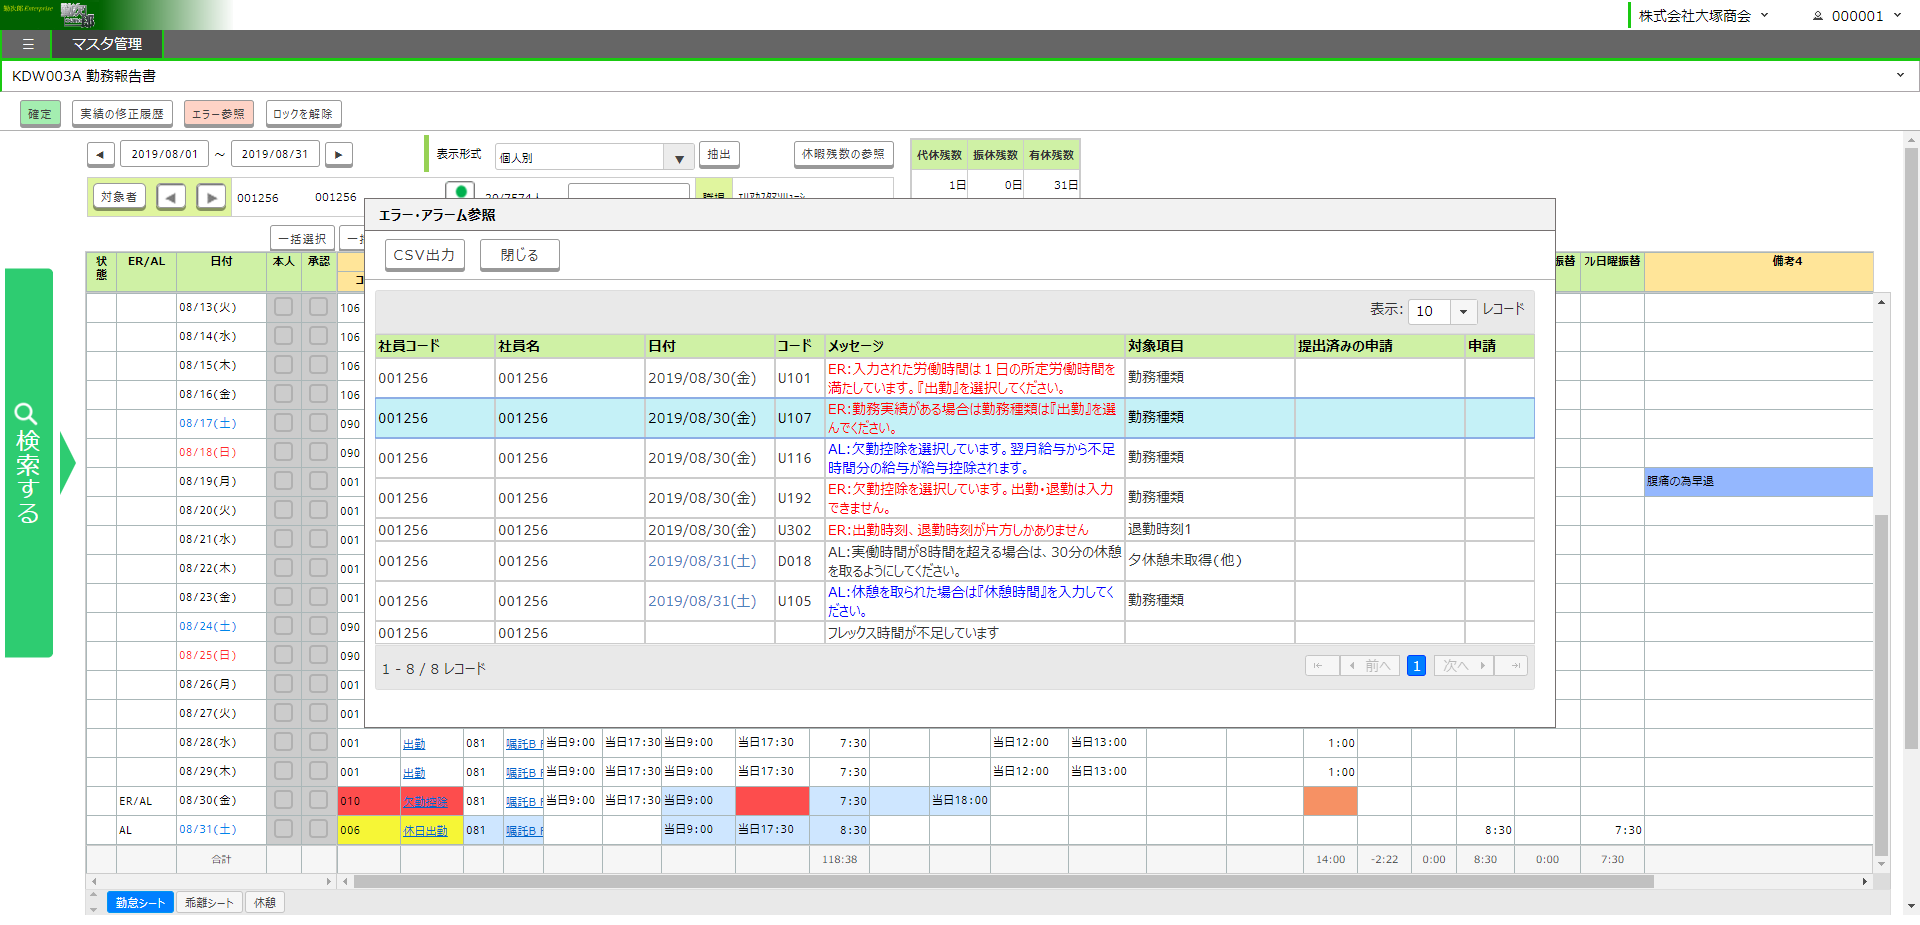 勤次郎Enterprise
株式会社大塚商会
000001
マスタ管理
KDW003A 勤務報告書
確定 実績の修正履歴 エラー参照 ロックを解除
2019/08/01 ～ 2019/08/31
表示形式 個人別 抽出 休暇残数の参照
代休残数 振休残数 有休残数
1日 0日 31日
対象者 001256 001256
一括選択
エラー・アラーム参照
CSV出力 閉じる
表示: 10 レコード
社員コード 社員名 日付 コード メッセージ 対象項目 提出済みの申請 申請
001256 001256 2019/08/30(金) U101 ER:入力された労働時間は１日の所定労働時間を満たしています。『出勤』を選択してください。 勤務種類
001256 001256 2019/08/30(金) U107 ER:勤務実績がある場合は勤務種類は『出勤』を選んでください。 勤務種類
001256 001256 2019/08/30(金) U116 AL:欠勤控除を選択しています。翌月給与から不足時間分の給与が給与控除されます。 勤務種類
001256 001256 2019/08/30(金) U192 ER:欠勤控除を選択しています。出勤・退勤は入力できません。 勤務種類
001256 001256 2019/08/30(金) U302 ER:出勤時刻、退勤時刻が片方しかありません 退勤時刻1
001256 001256 2019/08/31(土) D018 AL:実働時間が8時間を超える場合は、30分の休憩を取るようにしてください。 夕休憩未取得(他)
001256 001256 2019/08/31(土) U105 AL:休憩を取られた場合は『休憩時間』を入力してください。 勤務種類
001256 001256 フレックス時間が不足しています
1 - 8 / 8 レコード
前へ 1 次へ
検索する
状態 ER/AL 日付 本人 承認 振替 ﾌﾚ日曜振替 備考4
08/13(火) 106
08/14(水) 106
08/15(木) 106
08/16(金) 106
08/17(土) 090
08/18(日) 090
08/19(月) 001 腹痛の為早退
08/20(火) 001
08/21(水) 001
08/22(木) 001
08/23(金) 001
08/24(土) 090
08/25(日) 090
08/26(月) 001
08/27(火) 001
08/28(水) 001 出勤 081 嘱託B 当日9:00 当日17:30 当日9:00 当日17:30 7:30 当日12:00 当日13:00 1:00
08/29(木) 001 出勤 081 嘱託B 当日9:00 当日17:30 当日9:00 当日17:30 7:30 当日12:00 当日13:00 1:00
ER/AL 08/30(金) 010 欠勤控除 081 嘱託B 当日9:00 当日17:30 当日9:00 7:30 当日18:00
AL 08/31(土) 006 休日出勤 081 嘱託B 当日9:00 当日17:30 8:30 8:30 7:30
合計 118:38 14:00 -2:22 0:00 8:30 0:00 7:30
勤怠シート 乖離シート 休憩